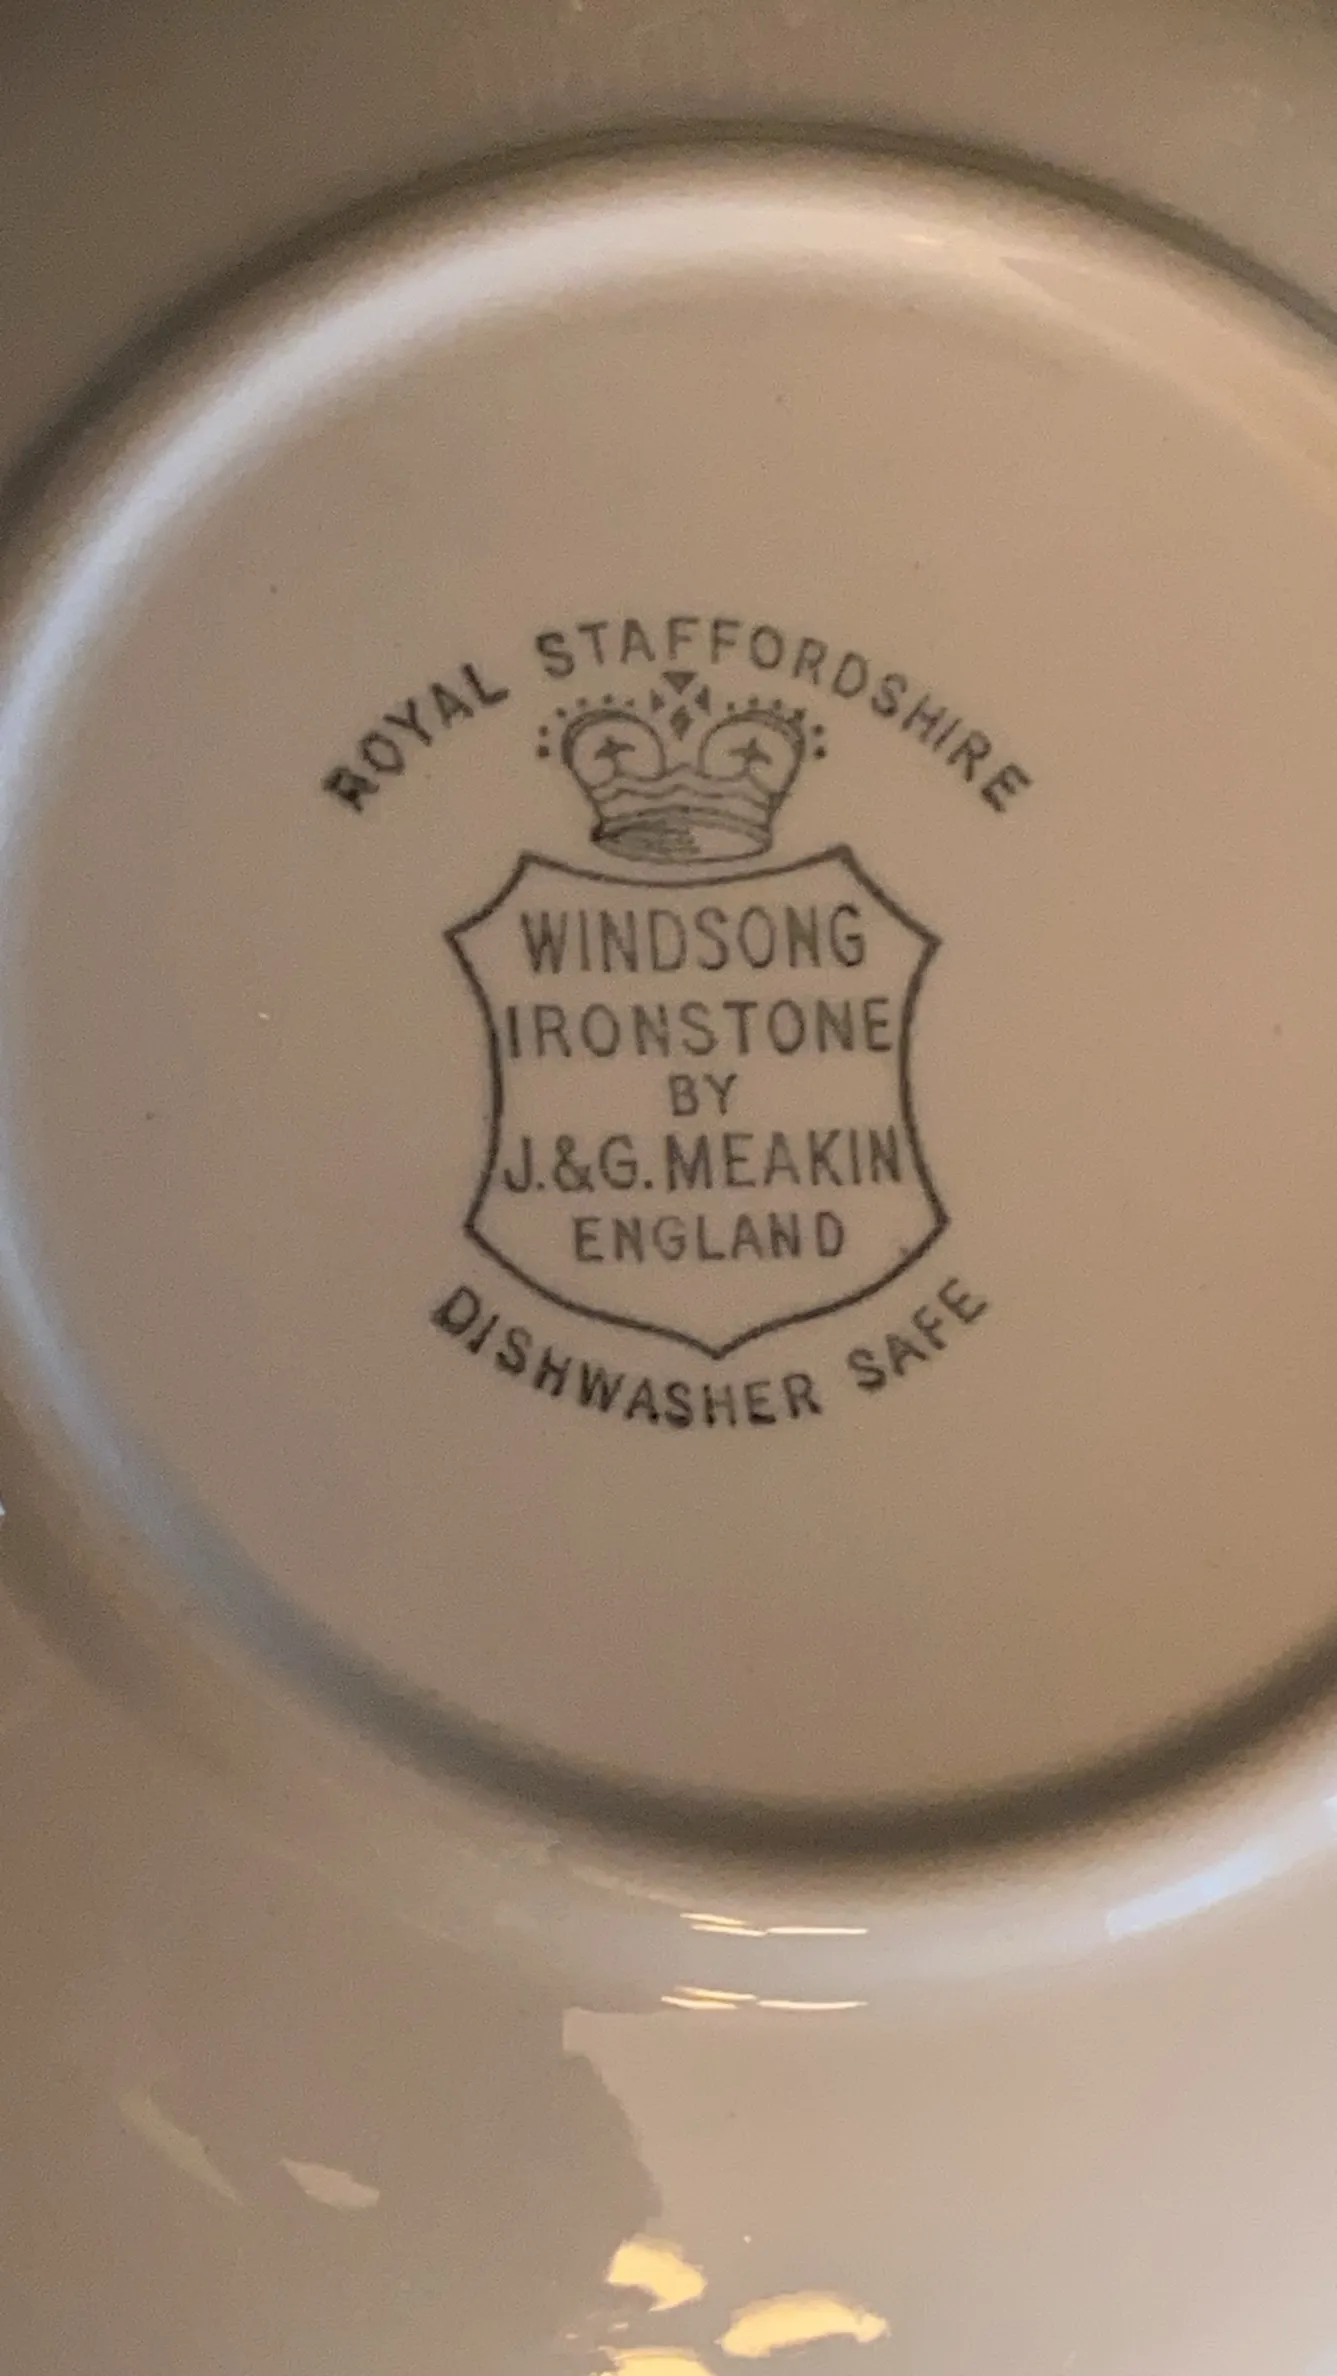 ROYAL STAFFORDSHIRE
WINDSONG
IRONSTONE
BY
J.&G. MEAKIN
ENGLAND
DISHWASHER SAFE